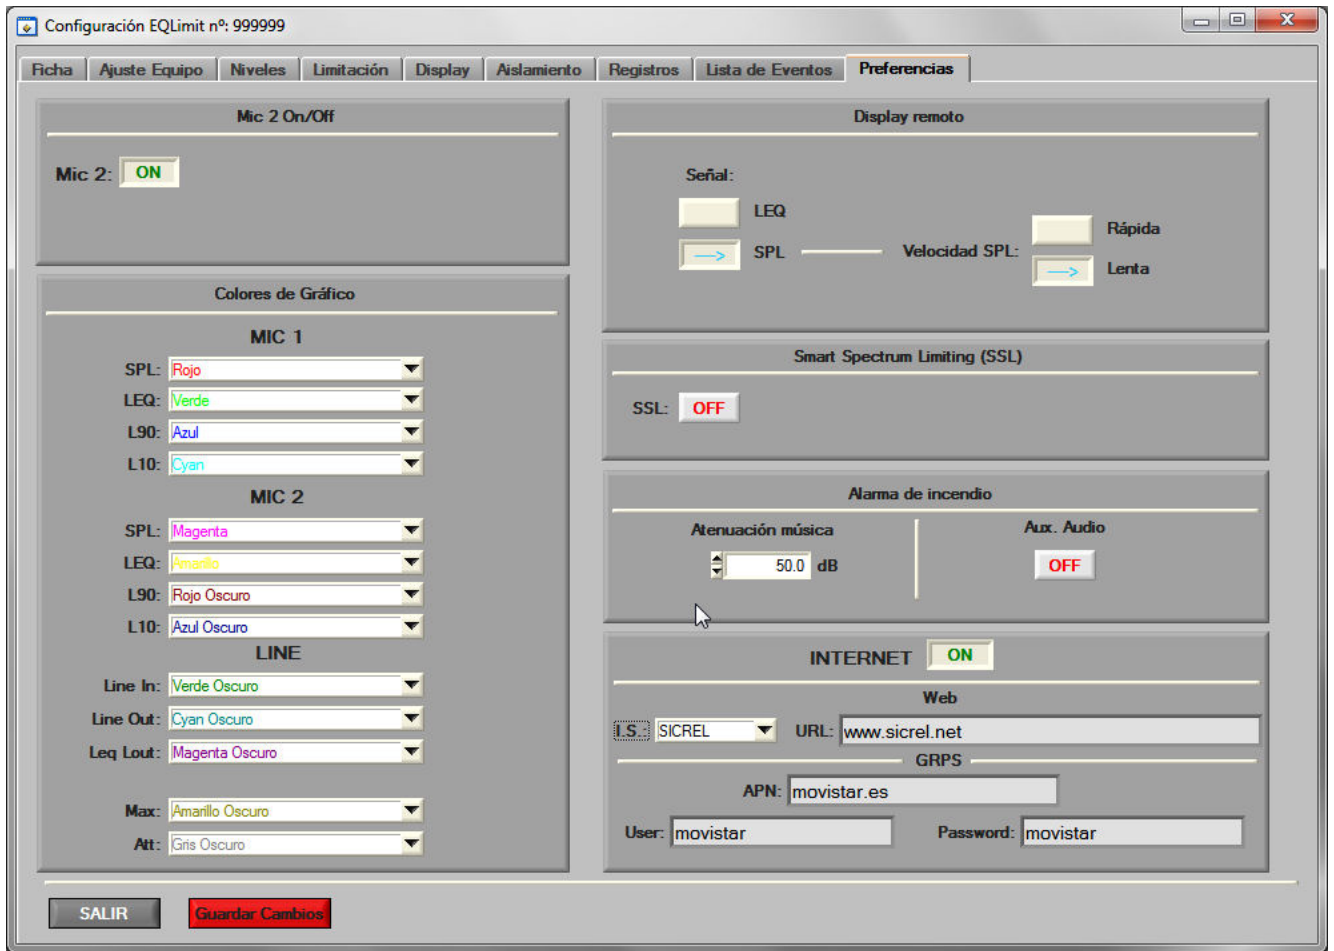 Configuración EQLimit nº: 999999
Ficha Ajuste Equipo Niveles Limitación Display Aislamiento Registros Lista de Eventos Preferencias
Mic 2 On/Off
Mic 2: ON
Colores de Gráfico
MIC 1
SPL: Rojo
LEQ: Verde
L90: Azul
L10: Cyan
MIC 2
SPL: Magenta
LEQ: Amarillo
L90: Rojo Oscuro
L10: Azul Oscuro
LINE
Line In: Verde Oscuro
Line Out: Cyan Oscuro
Leq Lout: Magenta Oscuro
Max: Amarillo Oscuro
Att: Gris Oscuro
Display remoto
Señal:
LEQ
SPL
Velocidad SPL:
Rápida
Lenta
Smart Spectrum Limiting (SSL)
SSL: OFF
Alarma de incendio
Atenuación música
50.0 dB
Aux. Audio
OFF
INTERNET ON
Web
I.S.: SICREL URL: www.sicrel.net
GRPS
APN: movistar.es
User: movistar Password: movistar
SALIR Guardar Cambios